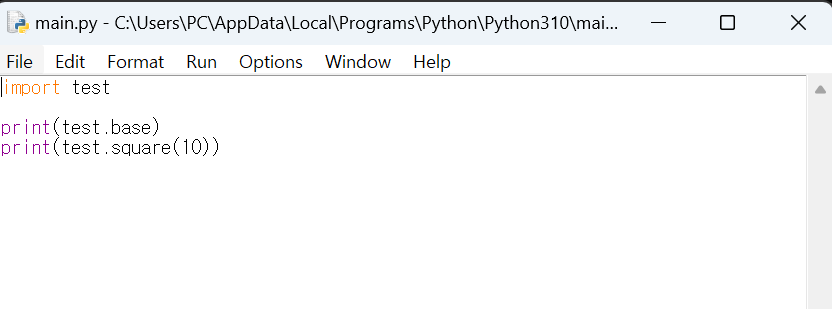 main.py - C:\Users\PC\AppData\Local\Programs\Python\Python310\mai...
File Edit Format Run Options Window Help
import test
print(test.base)
print(test.square(10))